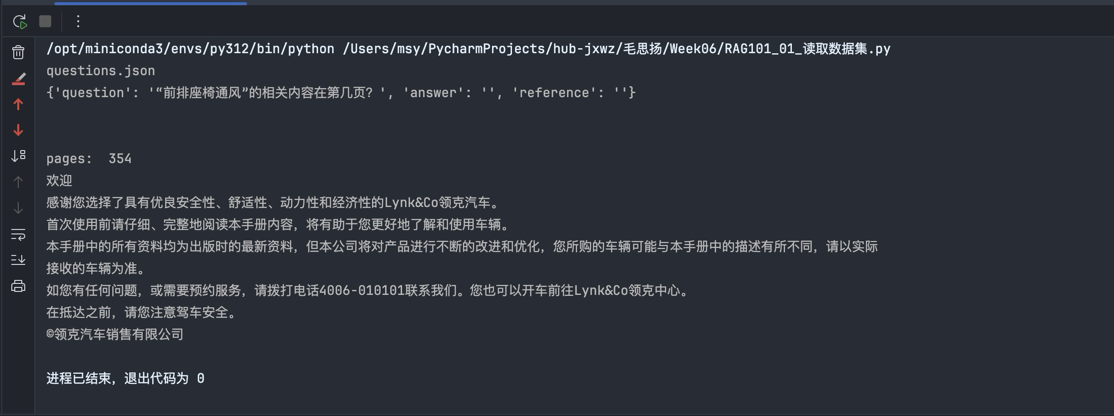 /opt/miniconda3/envs/py312/bin/python /Users/msy/PycharmProjects/hub-jxwz/毛思扬/Week06/RAG101_01_读取数据集.py
questions.json
{'question': '“前排座椅通风”的相关内容在第几页？', 'answer': '', 'reference': ''}
pages:  354
欢迎
感谢您选择了具有优良安全性、舒适性、动力性和经济性的Lynk&Co领克汽车。
首次使用前请仔细、完整地阅读本手册内容，将有助于您更好地了解和使用车辆。
本手册中的所有资料均为出版时的最新资料，但本公司将对产品进行不断的改进和优化，您所购的车辆可能与本手册中的描述有所不同，请以实际
接收的车辆为准。
如您有任何问题，或需要预约服务，请拨打电话4006-010101联系我们。您也可以开车前往Lynk&Co领克中心。
在抵达之前，请您注意驾车安全。
©领克汽车销售有限公司
进程已结束，退出代码为 0